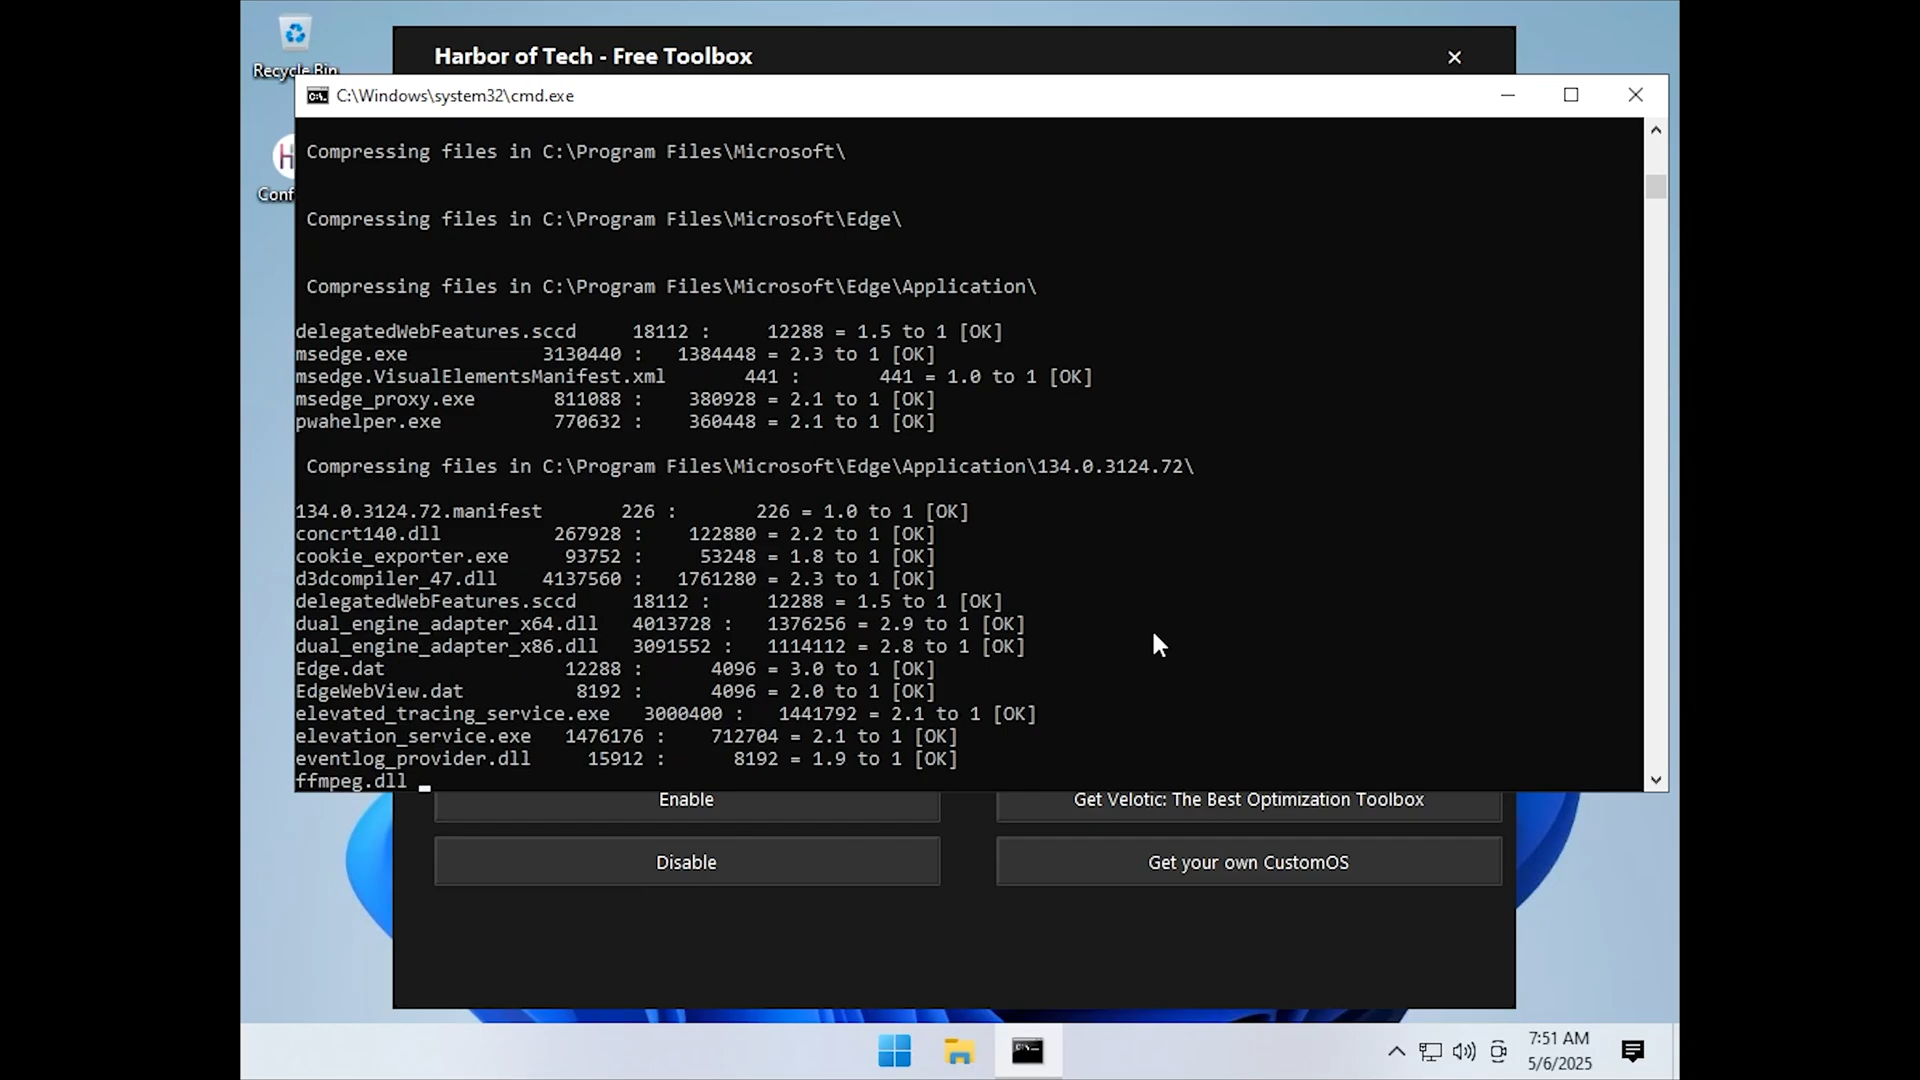 Recycle Bin
Harbor of Tech - Free Toolbox
C:\Windows\system32\cmd.exe
Compressing files in C:\Program Files\Microsoft\
Compressing files in C:\Program Files\Microsoft\Edge\
Compressing files in C:\Program Files\Microsoft\Edge\Application\
delegatedWebFeatures.sccd     18112 :     12288 = 1.5 to 1 [OK]
msedge.exe            3130440 :   1384448 = 2.3 to 1 [OK]
msedge.VisualElementsManifest.xml       441 :       441 = 1.0 to 1 [OK]
msedge_proxy.exe       811088 :    380928 = 2.1 to 1 [OK]
pwahelper.exe          770632 :    360448 = 2.1 to 1 [OK]
Compressing files in C:\Program Files\Microsoft\Edge\Application\134.0.3124.72\
134.0.3124.72.manifest       226 :       226 = 1.0 to 1 [OK]
concrt140.dll          267928 :    122880 = 2.2 to 1 [OK]
cookie_exporter.exe     93752 :     53248 = 1.8 to 1 [OK]
d3dcompiler_47.dll    4137560 :   1761280 = 2.3 to 1 [OK]
delegatedWebFeatures.sccd     18112 :     12288 = 1.5 to 1 [OK]
dual_engine_adapter_x64.dll   4013728 :   1376256 = 2.9 to 1 [OK]
dual_engine_adapter_x86.dll   3091552 :   1114112 = 2.8 to 1 [OK]
Edge.dat                12288 :      4096 = 3.0 to 1 [OK]
EdgeWebView.dat          8192 :      4096 = 2.0 to 1 [OK]
elevated_tracing_service.exe   3000400 :   1441792 = 2.1 to 1 [OK]
elevation_service.exe   1476176 :    712704 = 2.1 to 1 [OK]
eventlog_provider.dll     15912 :      8192 = 1.9 to 1 [OK]
ffmpeg.dll
Enable
Get Velotic: The Best Optimization Toolbox
Disable
Get your own CustomOS
7:51 AM
5/6/2025